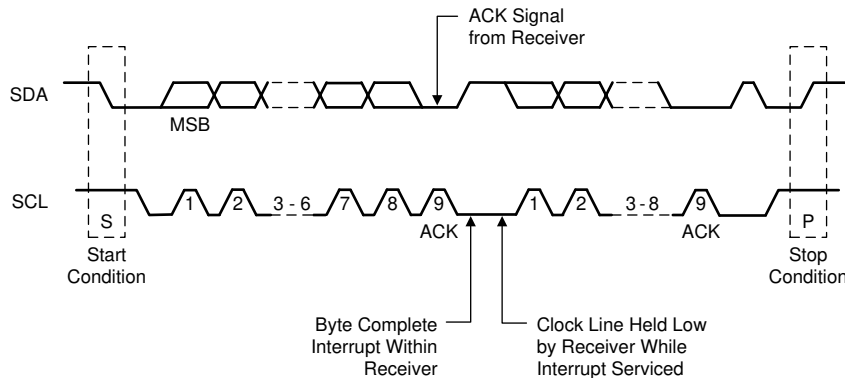 ACK Signal
from Receiver
SDA
MSB
SCL
S
1
2
3 - 6
7
8
9
1
2
3 - 8
9
P
ACK
ACK
Start
Condition
Stop
Condition
Byte Complete
Interrupt Within
Receiver
Clock Line Held Low
by Receiver While
Interrupt Serviced